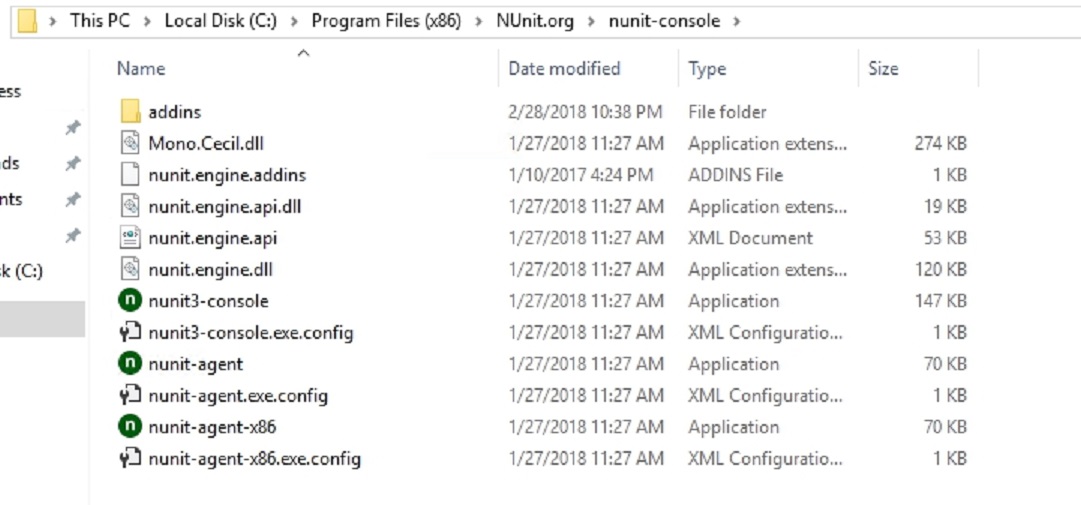 This PC > Local Disk (C:) > Program Files (x86) > NUnit.org > nunit-console >
Name Date modified Type Size
ess
addins 2/28/2018 10:38 PM File folder
Mono.Cecil.dll 1/27/2018 11:27 AM Application extens... 274 KB
ds
nunit.engine.addins 1/10/2017 4:24 PM ADDINS File 1 KB
nts
nunit.engine.api.dll 1/27/2018 11:27 AM Application extens... 19 KB
nunit.engine.api 1/27/2018 11:27 AM XML Document 53 KB
k (C:)
nunit.engine.dll 1/27/2018 11:27 AM Application extens... 120 KB
n nunit3-console 1/27/2018 11:27 AM Application 147 KB
nunit3-console.exe.config 1/27/2018 11:27 AM XML Configuratio... 1 KB
n nunit-agent 1/27/2018 11:27 AM Application 70 KB
nunit-agent.exe.config 1/27/2018 11:27 AM XML Configuratio... 1 KB
n nunit-agent-x86 1/27/2018 11:27 AM Application 70 KB
nunit-agent-x86.exe.config 1/27/2018 11:27 AM XML Configuratio... 1 KB